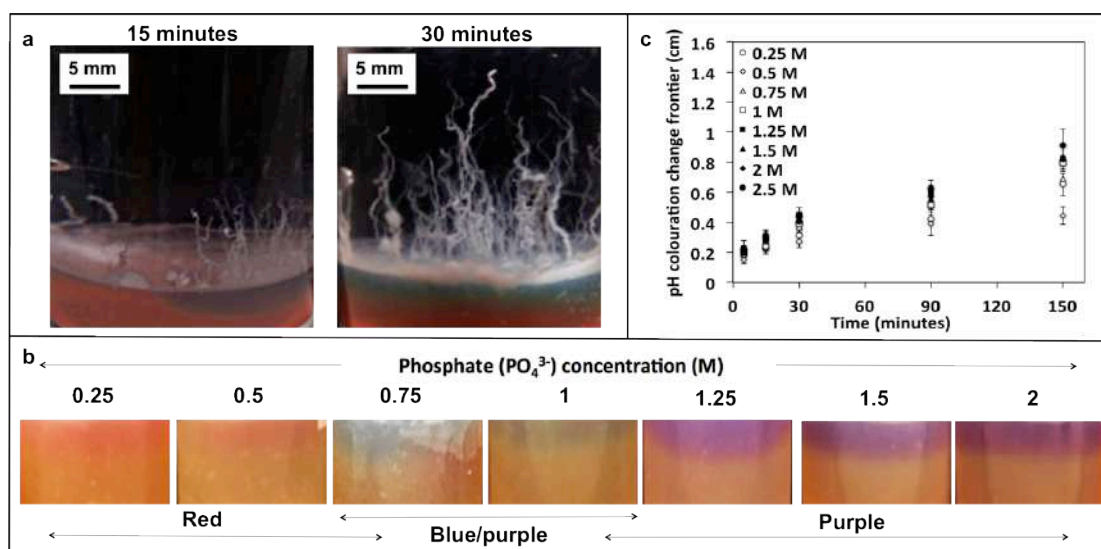 a
15 minutes
30 minutes
5 mm
5 mm
c
pH colouration change frontier (cm)
1.6
1.4
1.2
1
0.8
0.6
0.4
0.2
0
0.25 M
0.5 M
0.75 M
1 M
1.25 M
1.5 M
2 M
2.5 M
0 30 60 90 120 150
Time (minutes)
b
Phosphate (PO₄³⁻) concentration (M)
0.25 0.5 0.75 1 1.25 1.5 2
Red
Blue/purple
Purple